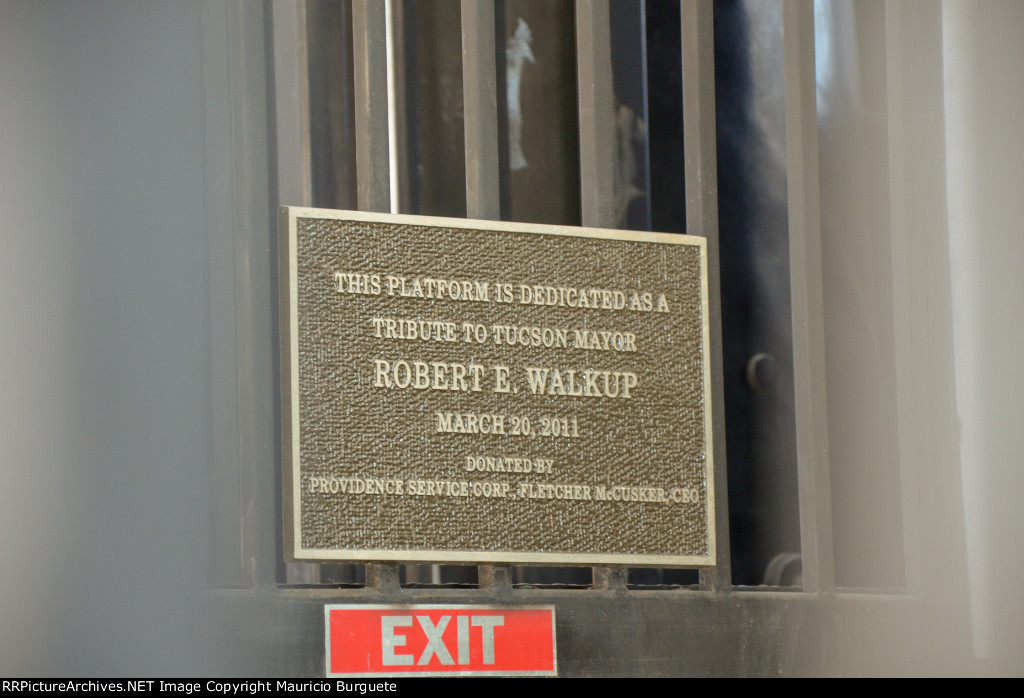 THIS PLATFORM IS DEDICATED AS A
TRIBUTE TO TUCSON MAYOR
ROBERT E. WALKUP
MARCH 20, 2011
DONATED BY
PROVIDENCE SERVICE CORP., FLETCHER McCUSKER, CEO
EXIT
RRPictureArchives.NET Image Copyright Mauricio Burguete